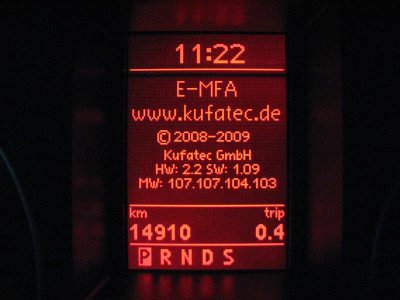 11:22
E-MFA
www.kufatec.de
© 2008-2009
Kufatec GmbH
HW: 2.2 SW: 1.09
MW: 107.107.104.103
km trip
14910 0.4
P R N D S